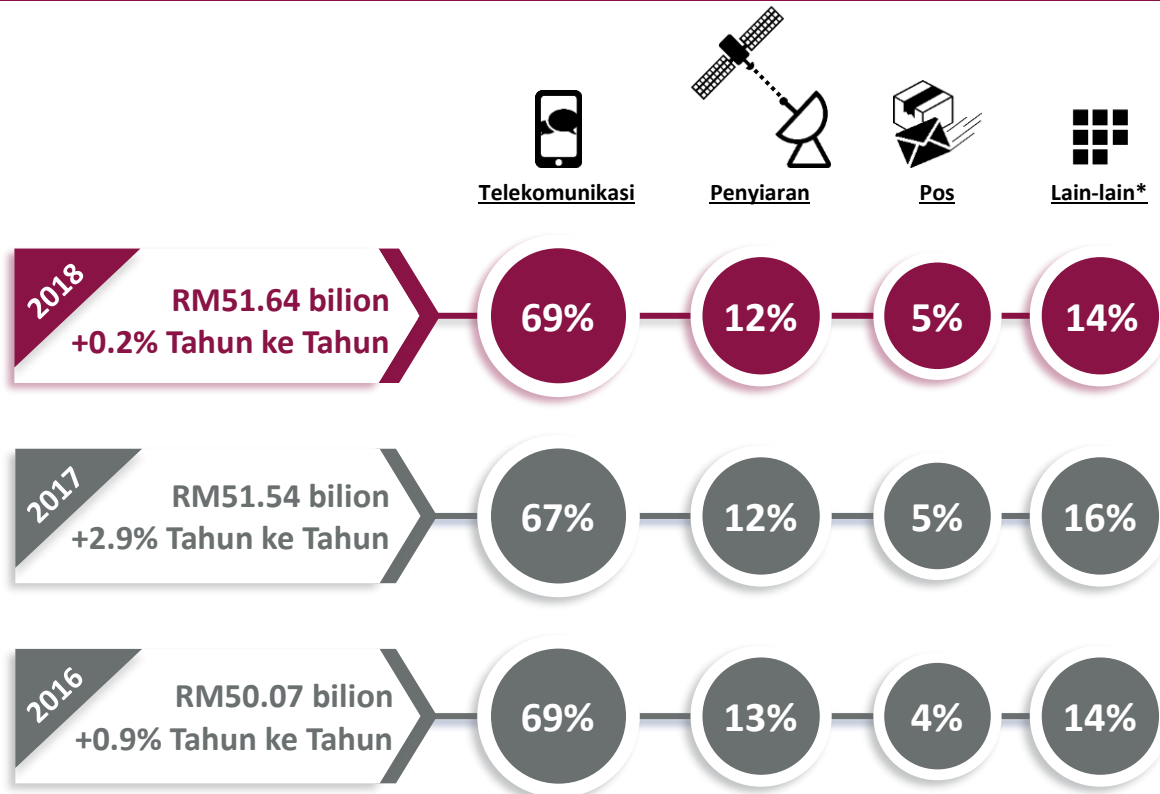 Telekomunikasi
Penyiaran
Pos
Lain-lain*
2018
RM51.64 bilion
+0.2% Tahun ke Tahun
69%
12%
5%
14%
2017
RM51.54 bilion
+2.9% Tahun ke Tahun
67%
12%
5%
16%
2016
RM50.07 bilion
+0.9% Tahun ke Tahun
69%
13%
4%
14%